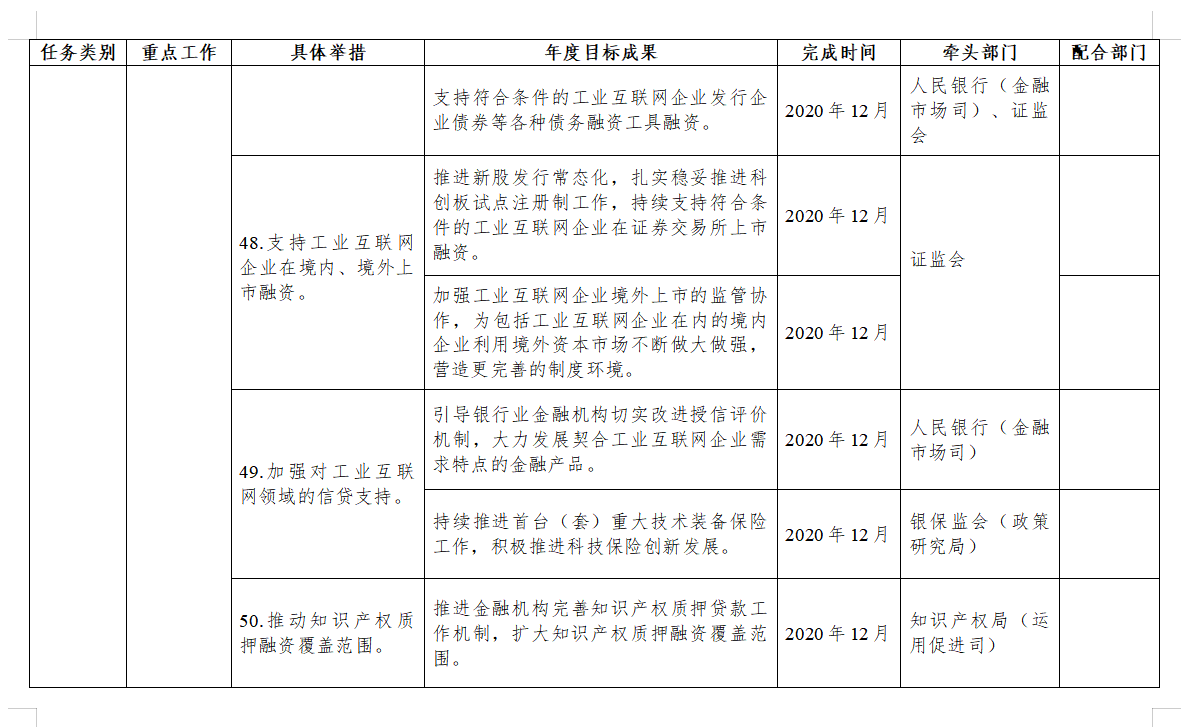 任务类别 重点工作 具体举措 年度目标成果 完成时间 牵头部门 配合部门
支持符合条件的工业互联网企业发行企
业债券等各种债务融资工具融资。
2020 年 12 月
人民银行（金融
市场司）、证监
会
48.支持工业互联网
企业在境内、境外上
市融资。
推进新股发行常态化，扎实稳妥推进科
创板试点注册制工作，持续支持符合条
件的工业互联网企业在证券交易所上市
融资。
2020 年 12 月
证监会
加强工业互联网企业境外上市的监管协
作，为包括工业互联网企业在内的境内
企业利用境外资本市场不断做大做强，
营造更完善的制度环境。
2020 年 12 月
49.加强对工业互联
网领域的信贷支持。
引导银行业金融机构切实改进授信评价
机制，大力发展契合工业互联网企业需
求特点的金融产品。
2020 年 12 月
人民银行（金融
市场司）
持续推进首台（套）重大技术装备保险
工作，积极推进科技保险创新发展。
2020 年 12 月
银保监会（政策
研究局）
50.推动知识产权质
押融资覆盖范围。
推进金融机构完善知识产权质押贷款工
作机制，扩大知识产权质押融资覆盖范
围。
2020 年 12 月
知识产权局（运
用促进司）